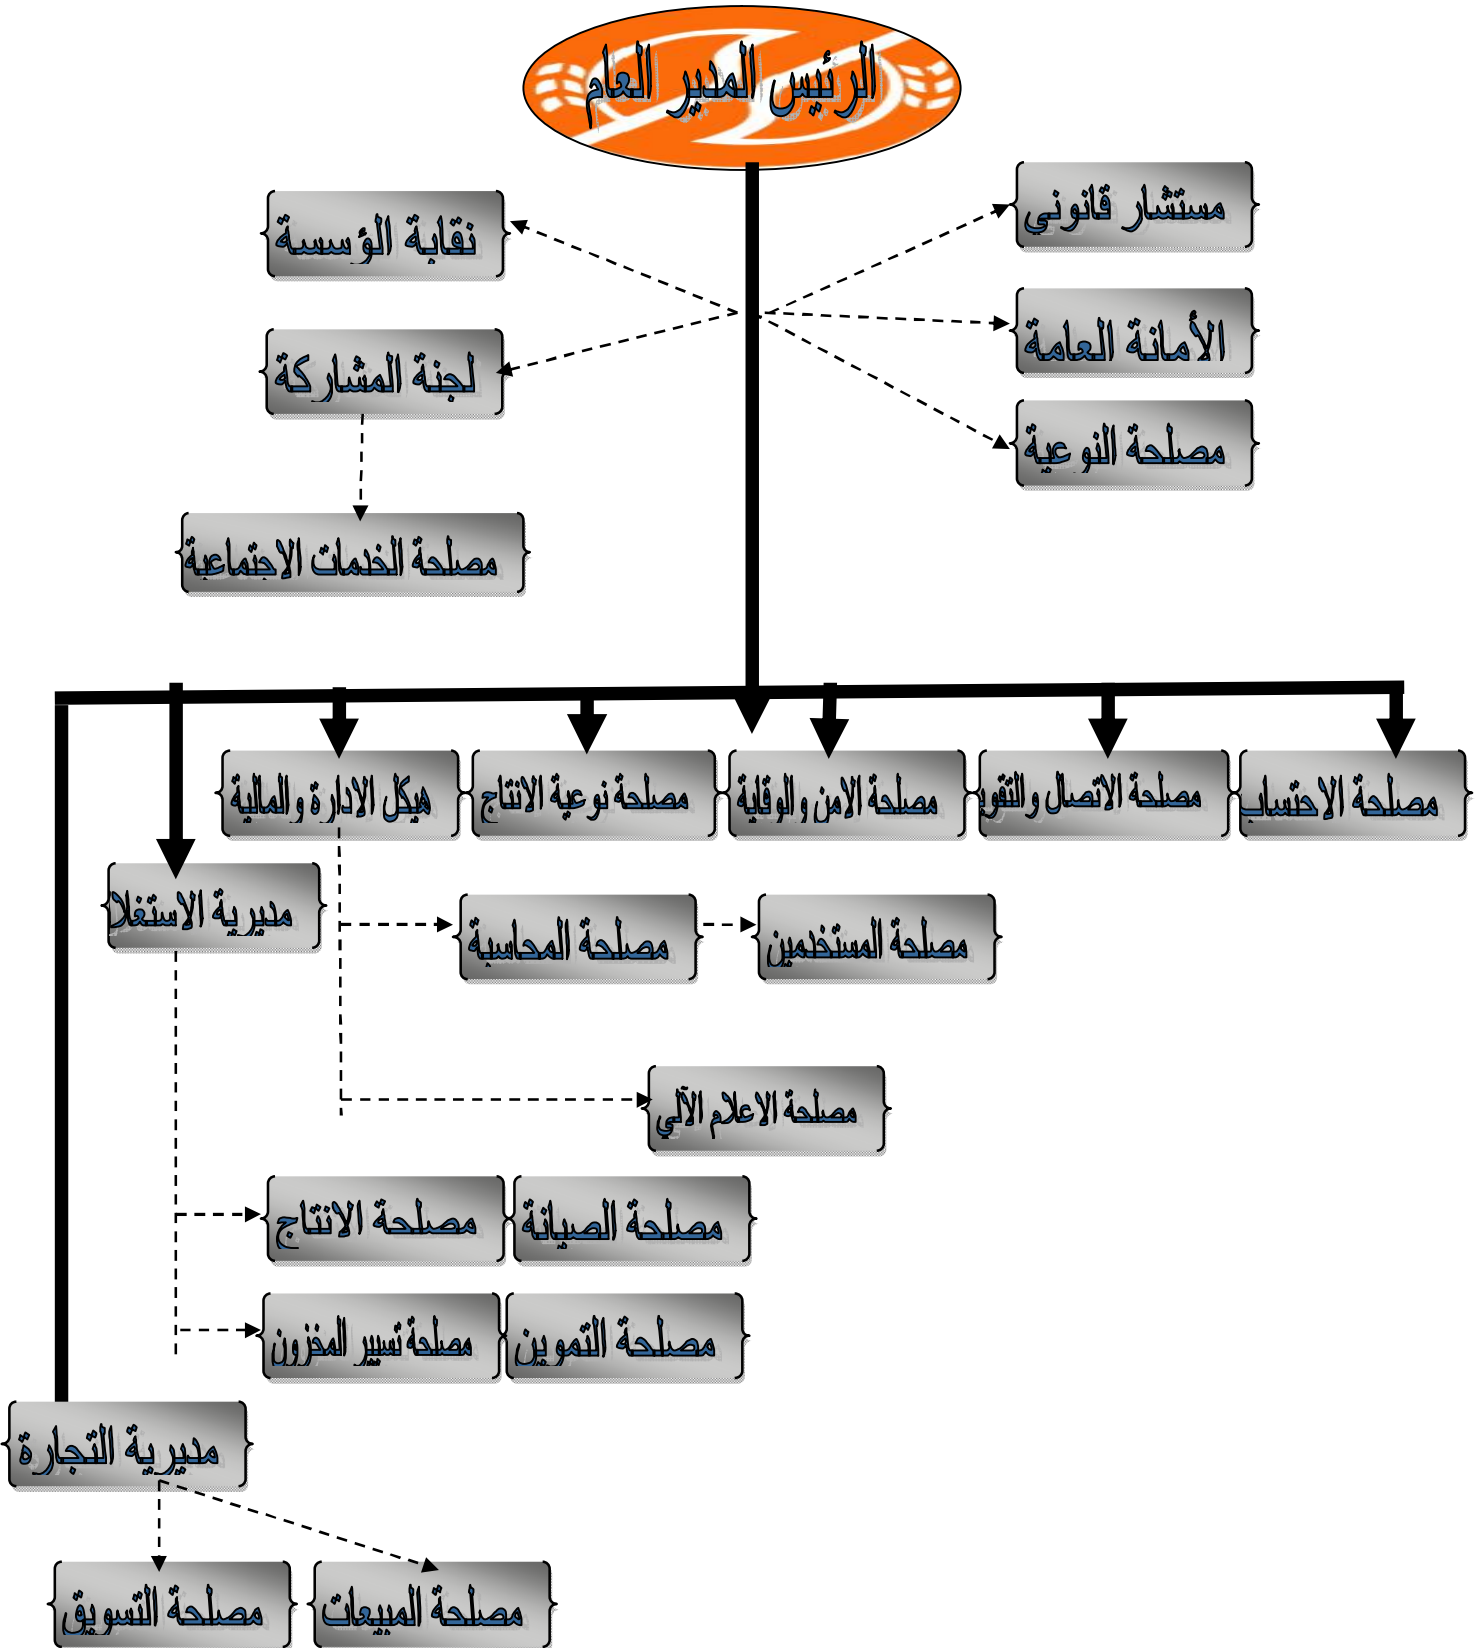 الرئيس المدير العام
مستشار قانوني
نقابة الؤسسة
الأمانة العامة
لجنة المشاركة
مصلحة النوعية
مصلحة الخدمات الاجتماعية
مصلحة الاحتساب
مصلحة الاتصال والتقوي
مصلحة الامن والوقاية
مصلحة نوعية الانتاج
هيكل الادارة والمالية
مديرية الاستغلا
مصلحة المستخدمين
مصلحة المحاسبة
مصلحة الاعلام الآلي
مصلحة الصيانة
مصلحة الانتاج
مصلحة التموين
مصلحة تسيير المخزون
مديرية التجارة
مصلحة المبيعات
مصلحة التسويق